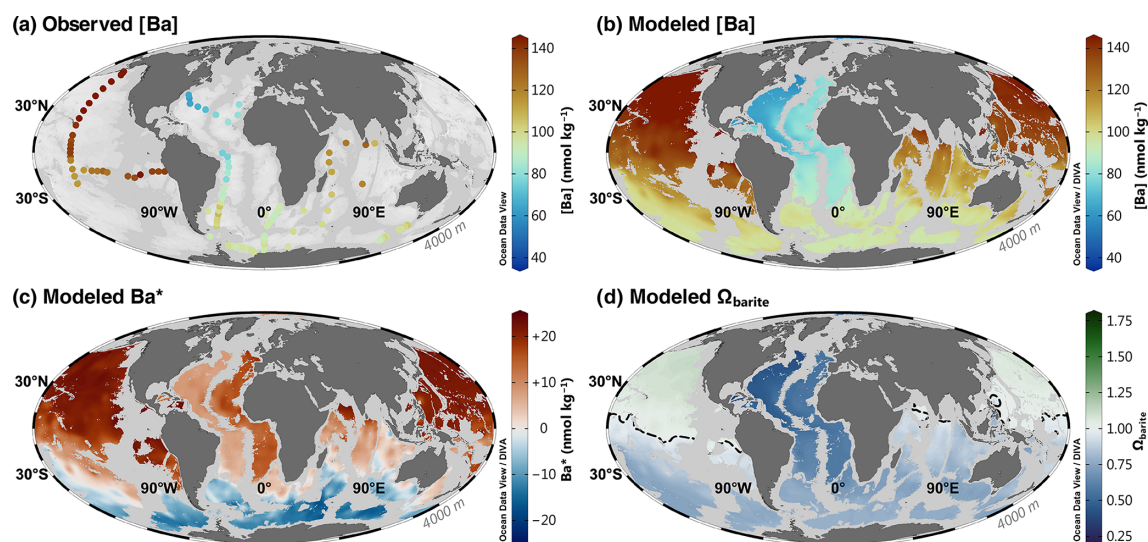 (a) Observed [Ba]
30°N
30°S
90°W
0°
90°E
4000 m
Ocean Data View / DIVA
140
120
100
80
60
40
[Ba] (nmol kg⁻¹)
(b) Modeled [Ba]
30°N
30°S
90°W
0°
90°E
4000 m
Ocean Data View / DIVA
140
120
100
80
60
40
[Ba] (nmol kg⁻¹)
(c) Modeled Ba*
30°N
30°S
90°W
0°
90°E
4000 m
Ocean Data View / DIVA
+20
+10
0
−10
−20
Ba* (nmol kg⁻¹)
(d) Modeled Ωbarite
30°N
30°S
90°W
0°
90°E
4000 m
Ocean Data View / DIVA
1.75
1.50
1.25
1.00
0.75
0.50
0.25
Ωbarite